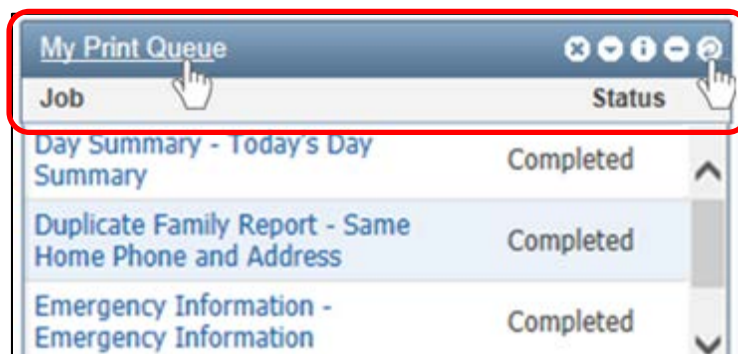 My Print Queue
Job Status
Day Summary - Today's Day
Summary
Completed
Duplicate Family Report - Same
Home Phone and Address
Completed
Emergency Information -
Emergency Information
Completed